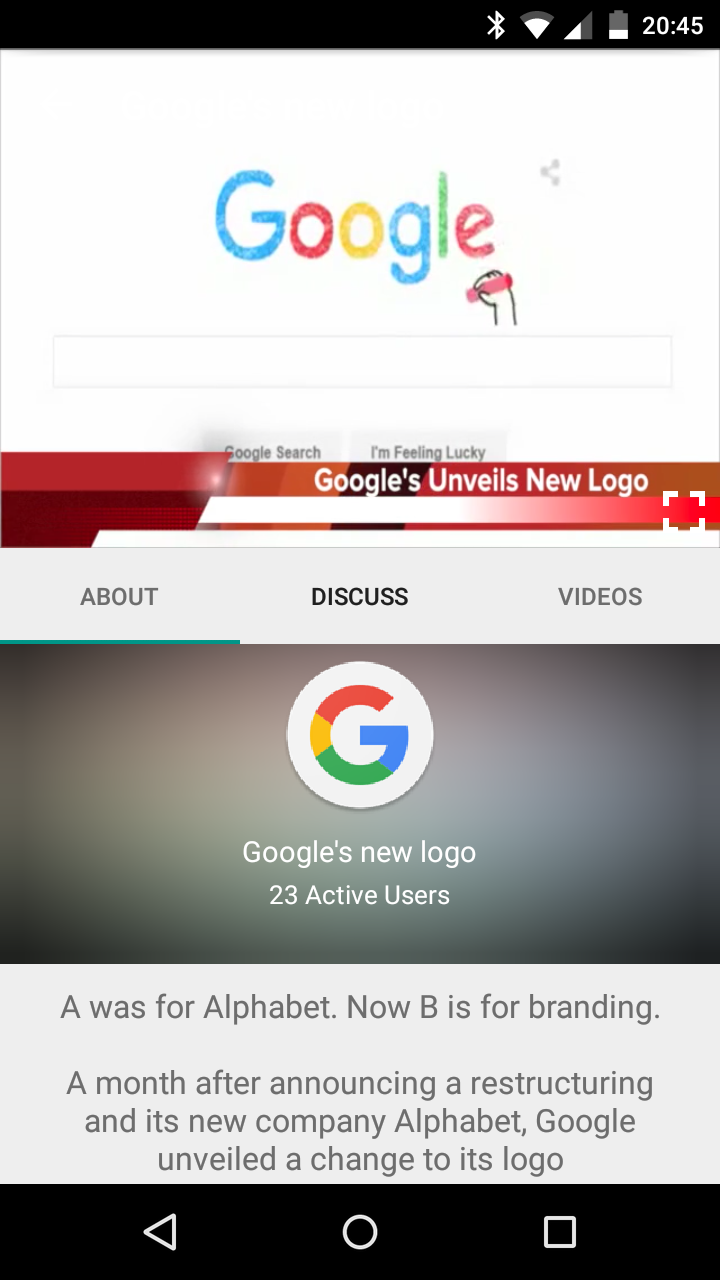 20:45
Google
Google Search I'm Feeling Lucky
Google's Unveils New Logo
ABOUT DISCUSS VIDEOS
G
Google's new logo
23 Active Users
A was for Alphabet. Now B is for branding.
A month after announcing a restructuring
and its new company Alphabet, Google
unveiled a change to its logo